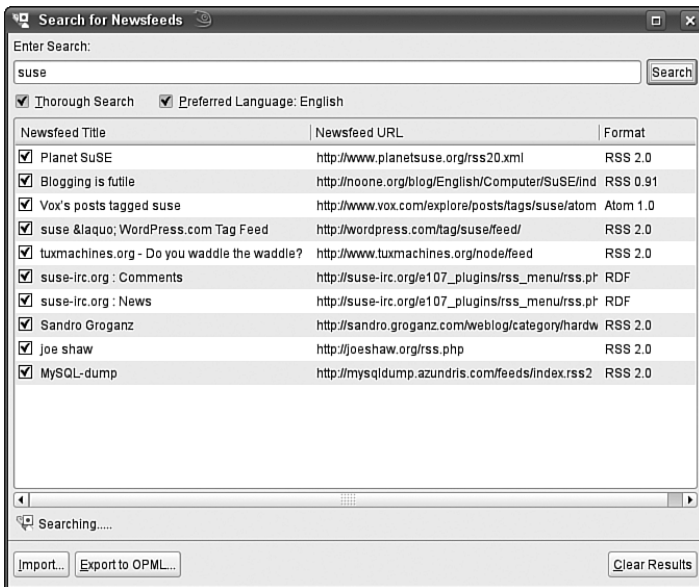 Search for Newsfeeds
Enter Search:
suse
Search
Thorough Search
Preferred Language: English
Newsfeed Title Newsfeed URL Format
Planet SuSE http://www.planetsuse.org/rss20.xml RSS 2.0
Blogging is futile http://noone.org/blog/English/Computer/SuSE/ind RSS 0.91
Vox's posts tagged suse http://www.vox.com/explore/posts/tags/suse/atom Atom 1.0
suse &laquo; WordPress.com Tag Feed http://wordpress.com/tag/suse/feed/ RSS 2.0
tuxmachines.org - Do you waddle the waddle? http://www.tuxmachines.org/node/feed RSS 2.0
suse-irc.org : Comments http://suse-irc.org/e107_plugins/rss_menu/rss.ph RDF
suse-irc.org : News http://suse-irc.org/e107_plugins/rss_menu/rss.ph RDF
Sandro Groganz http://sandro.groganz.com/weblog/category/hardw RSS 2.0
joe shaw http://joeshaw.org/rss.php RSS 2.0
MySQL-dump http://mysqldump.azundris.com/feeds/index.rss2 RSS 2.0
Searching.....
Import... Export to OPML... Clear Results